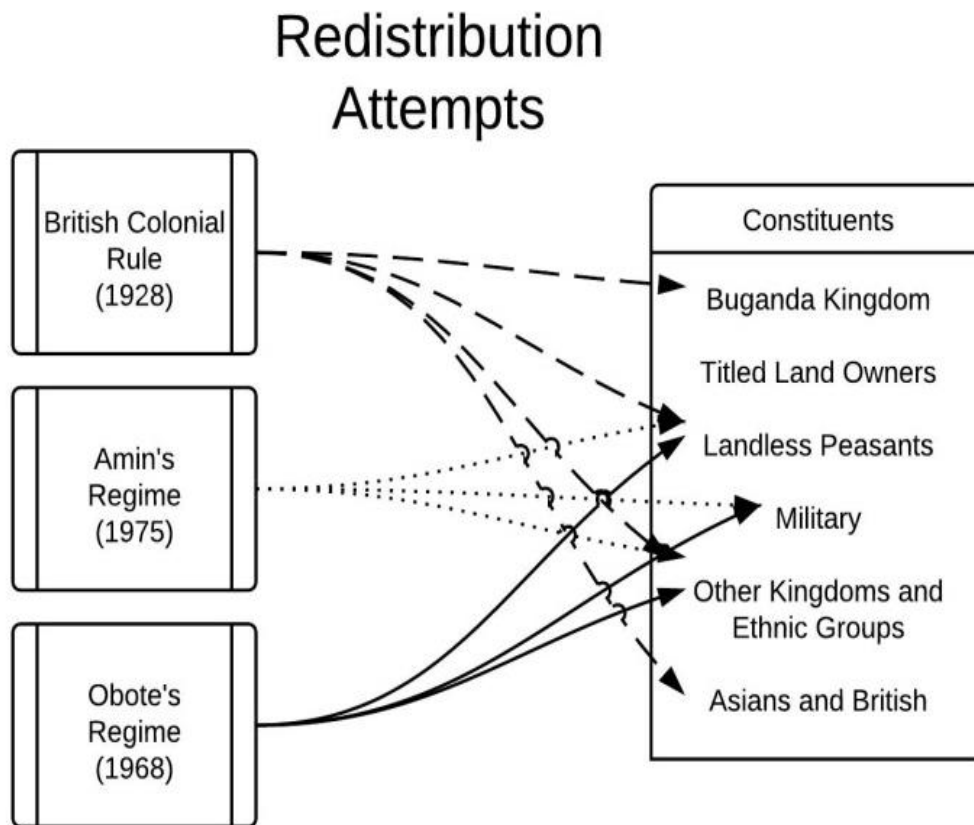 Redistribution
Attempts
British Colonial
Rule
(1928)
Amin's
Regime
(1975)
Obote's
Regime
(1968)
Constituents
Buganda Kingdom
Titled Land Owners
Landless Peasants
Military
Other Kingdoms and
Ethnic Groups
Asians and British